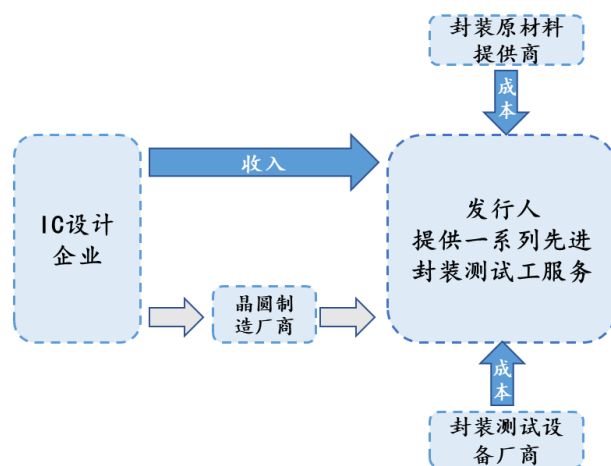 封装原材料
提供商
成本
收入
IC设计
企业
发行人
提供一系列先进
封装测试工服务
晶圆制
造厂商
成本
封装测试设
备厂商